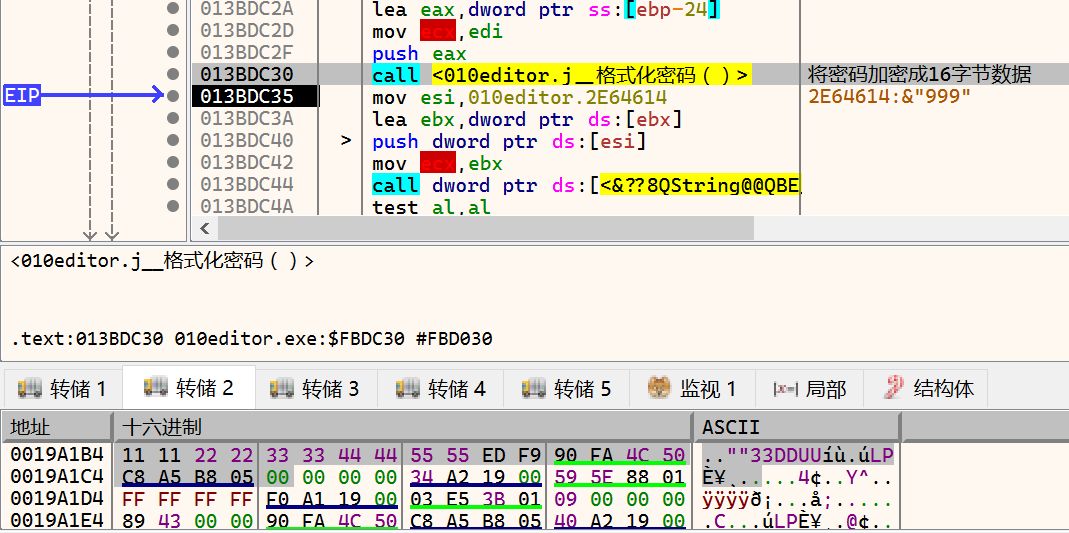 013BDC2A lea eax,dword ptr ss:[ebp-24]
013BDC2D mov ecx,edi
013BDC2F push eax
013BDC30 call <010editor.j__格式化密码()> 将密码加密成16字节数据
EIP 013BDC35 mov esi,010editor.2E64614 2E64614:&"999"
013BDC3A lea ebx,dword ptr ds:[ebx]
013BDC40 > push dword ptr ds:[esi]
013BDC42 mov ecx,ebx
013BDC44 call dword ptr ds:[<&??8QString@@QBE
013BDC4A test al,al
<010editor.j__格式化密码()>
.text:013BDC30 010editor.exe:$FBDC30 #FBD030
转储 1 转储 2 转储 3 转储 4 转储 5 监视 1 局部 结构体
地址 十六进制 ASCII
0019A1B4 11 11 22 22 33 33 44 44 55 55 ED F9 90 FA 4C 50 ..""33DDUUíù.úLP
0019A1C4 C8 A5 B8 05 00 00 00 00 34 A2 19 00 59 5E 88 01 È¥¸.....4¢..Y^..
0019A1D4 FF FF FF FF F0 A1 19 00 03 E5 3B 01 09 00 00 00 ÿÿÿÿð¡...å;.....
0019A1E4 89 43 00 00 90 FA 4C 50 C8 A5 B8 05 40 A2 19 00 .C...úLPÈ¥¸.@¢..